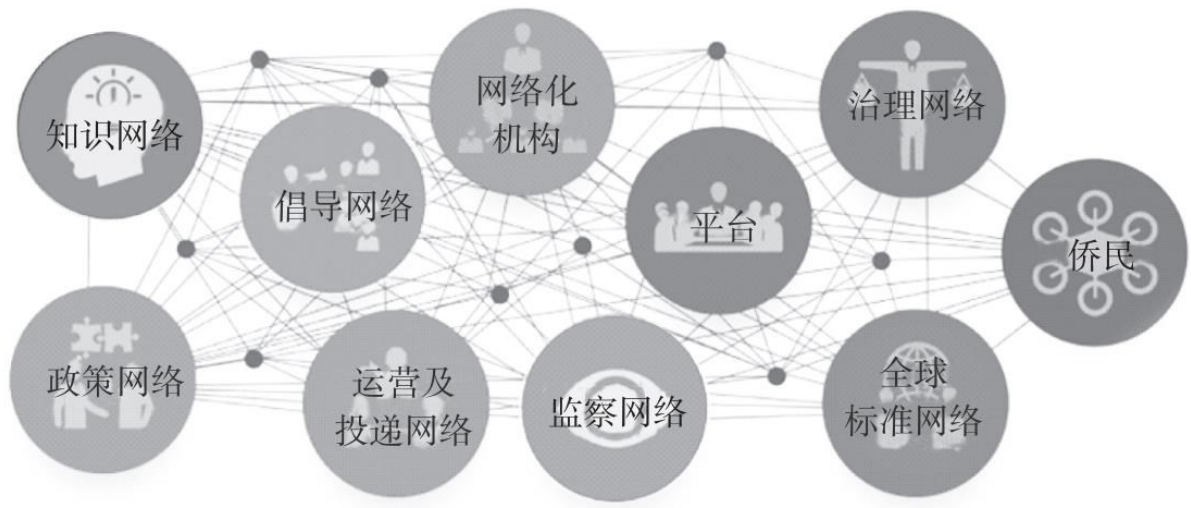 知识网络
倡导网络
网络化
机构
平台
治理网络
侨民
政策网络
运营及
投递网络
监察网络
全球
标准网络